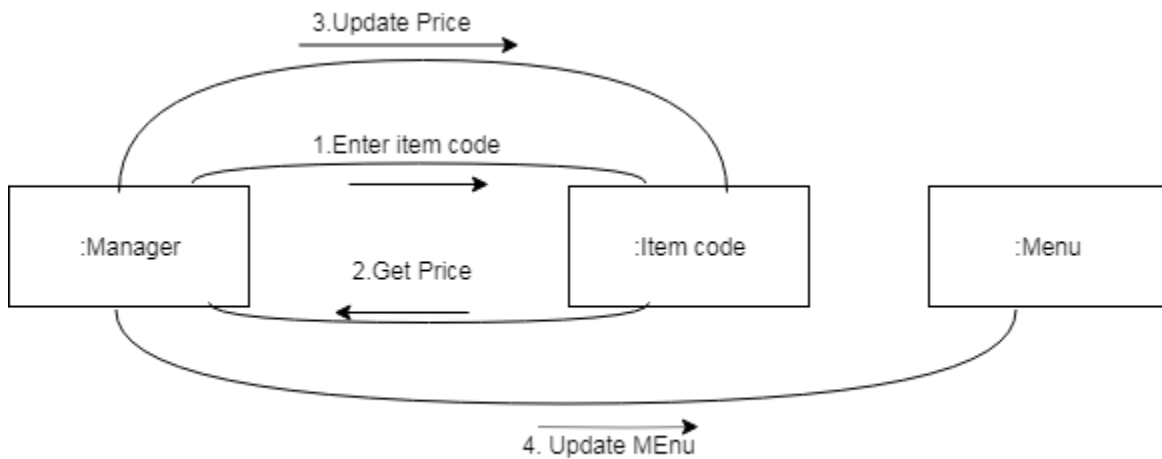 3.Update Price
1.Enter item code
:Manager
:Item code
:Menu
2.Get Price
4. Update MEnu